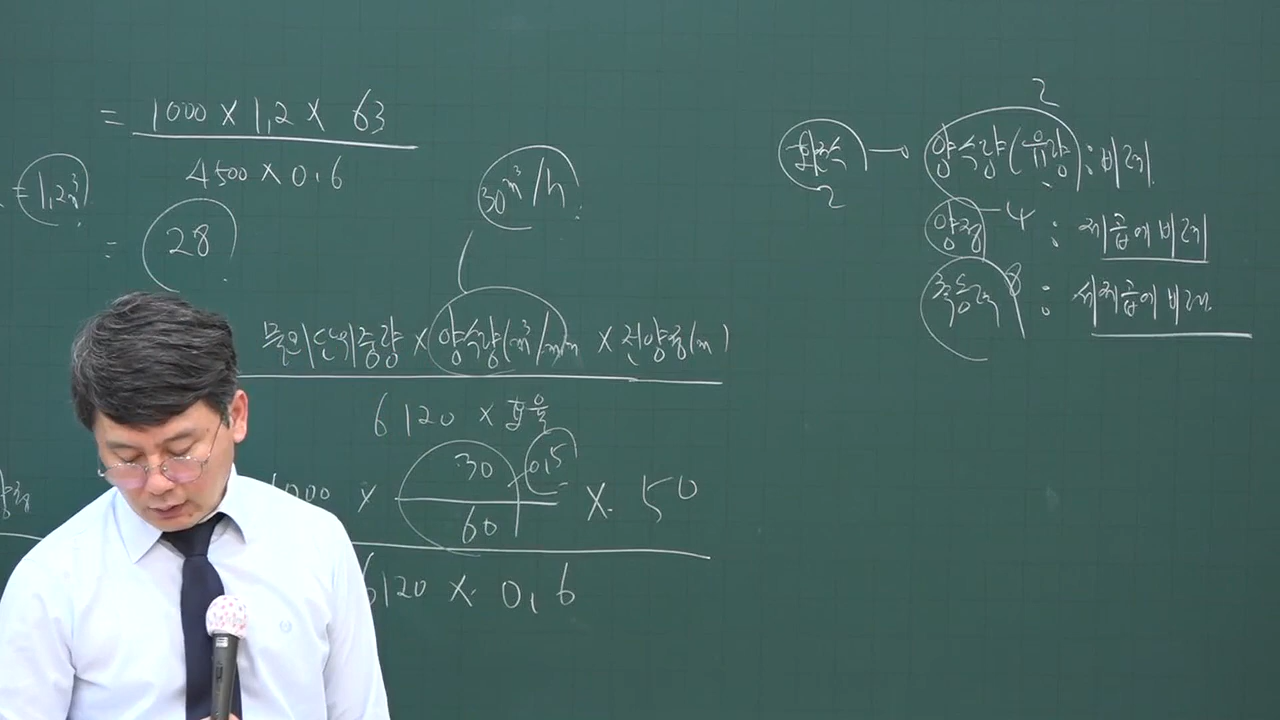 = 1000 × 1,2 × 63
4500 × 0.6
= 1,2㎥
= 28
30㎥/h
물의 단위중량 × 양수량(㎥/min) × 전양정(m)
6120 × 효율
1000 × 30 0,5 × 50
60
6120 × 0,6
2
회전수 → 양수량(유량) : 비례
2
양정 4 : 제곱에 비례
축동력 8 : 세제곱에 비례